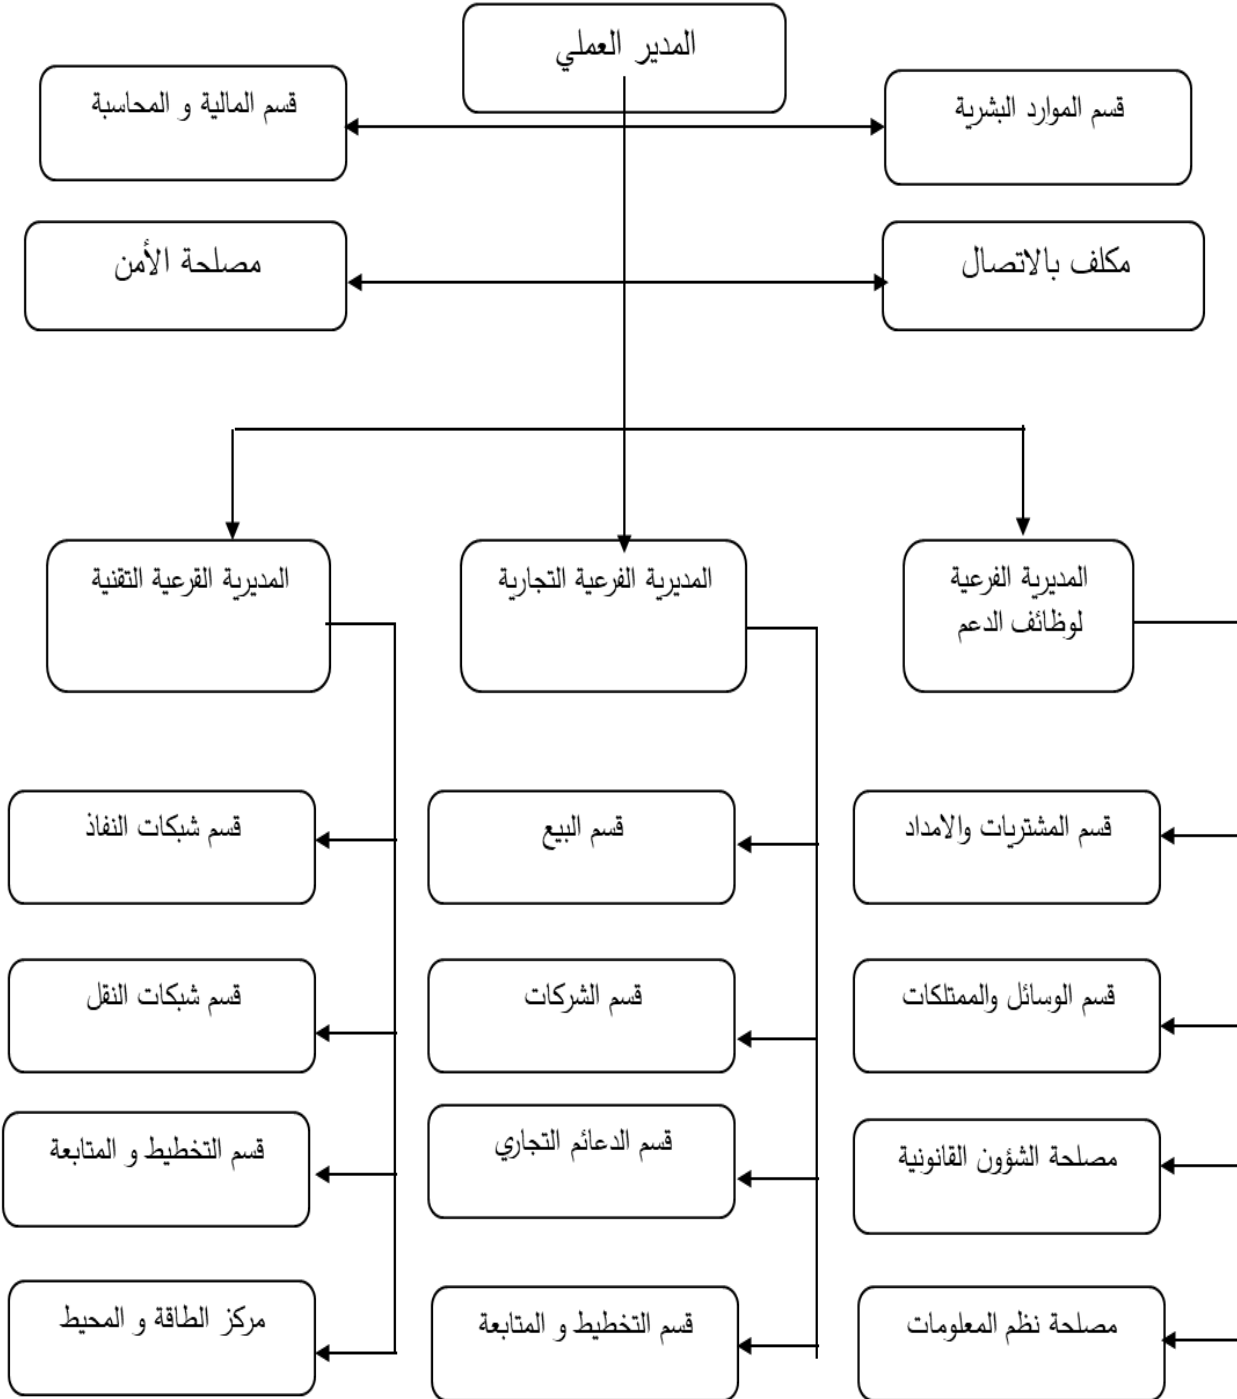 المدير العملي
قسم الموارد البشرية
قسم المالية و المحاسبة
مكلف بالاتصال
مصلحة الأمن
المديرية الفرعية
لوظائف الدعم
المديرية الفرعية التجارية
المديرية القرعية التقنية
قسم المشتريات والامداد
قسم البيع
قسم شبكات النفاذ
قسم الوسائل والممتلكات
قسم الشركات
قسم شبكات النقل
مصلحة الشؤون القانونية
قسم الدعائم التجاري
قسم التخطيط و المتابعة
مصلحة نظم المعلومات
قسم التخطيط و المتابعة
مركز الطاقة و المحيط